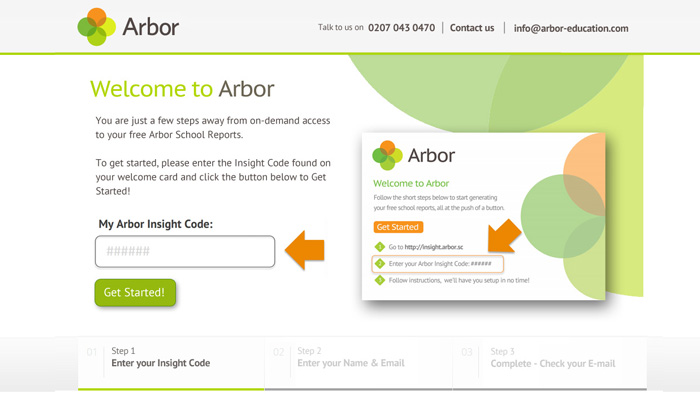 Arbor
Talk to us on 0207 043 0470 | Contact us | info@arbor-education.com
Welcome to Arbor
You are just a few steps away from on-demand access
to your free Arbor School Reports.
To get started, please enter the Insight Code found on
your welcome card and click the button below to Get
Started!
My Arbor Insight Code:
######
Get Started!
Arbor
Welcome to Arbor
Follow the short steps below to start generating
your free school reports, all at the push of a button.
Get Started
1 Go to http://insight.arbor.sc
2 Enter your Arbor Insight Code: ######
3 Follow instructions, we'll have you setup in no time!
01 Step 1
Enter your Insight Code
02 Step 2
Enter your Name & Email
03 Step 3
Complete - Check your E-mail